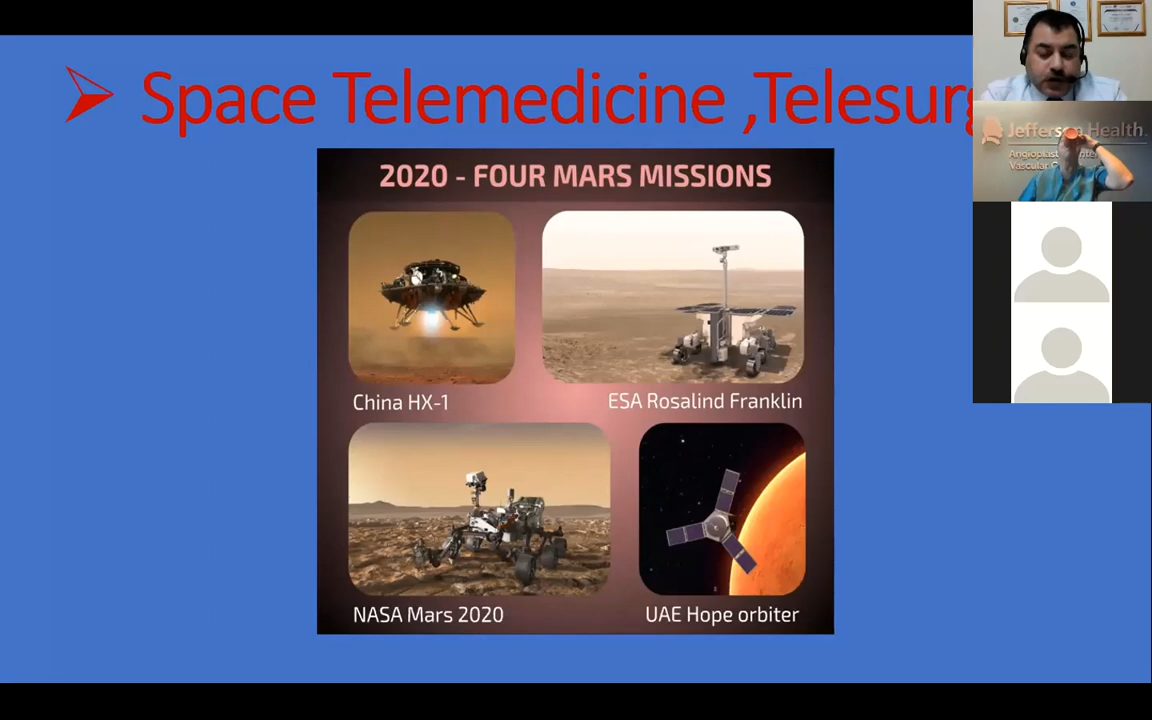 Space Telemedicine ,Telesurg
2020 - FOUR MARS MISSIONS
China HX-1
ESA Rosalind Franklin
NASA Mars 2020
UAE Hope orbiter
Jefferson Health.
Vascular